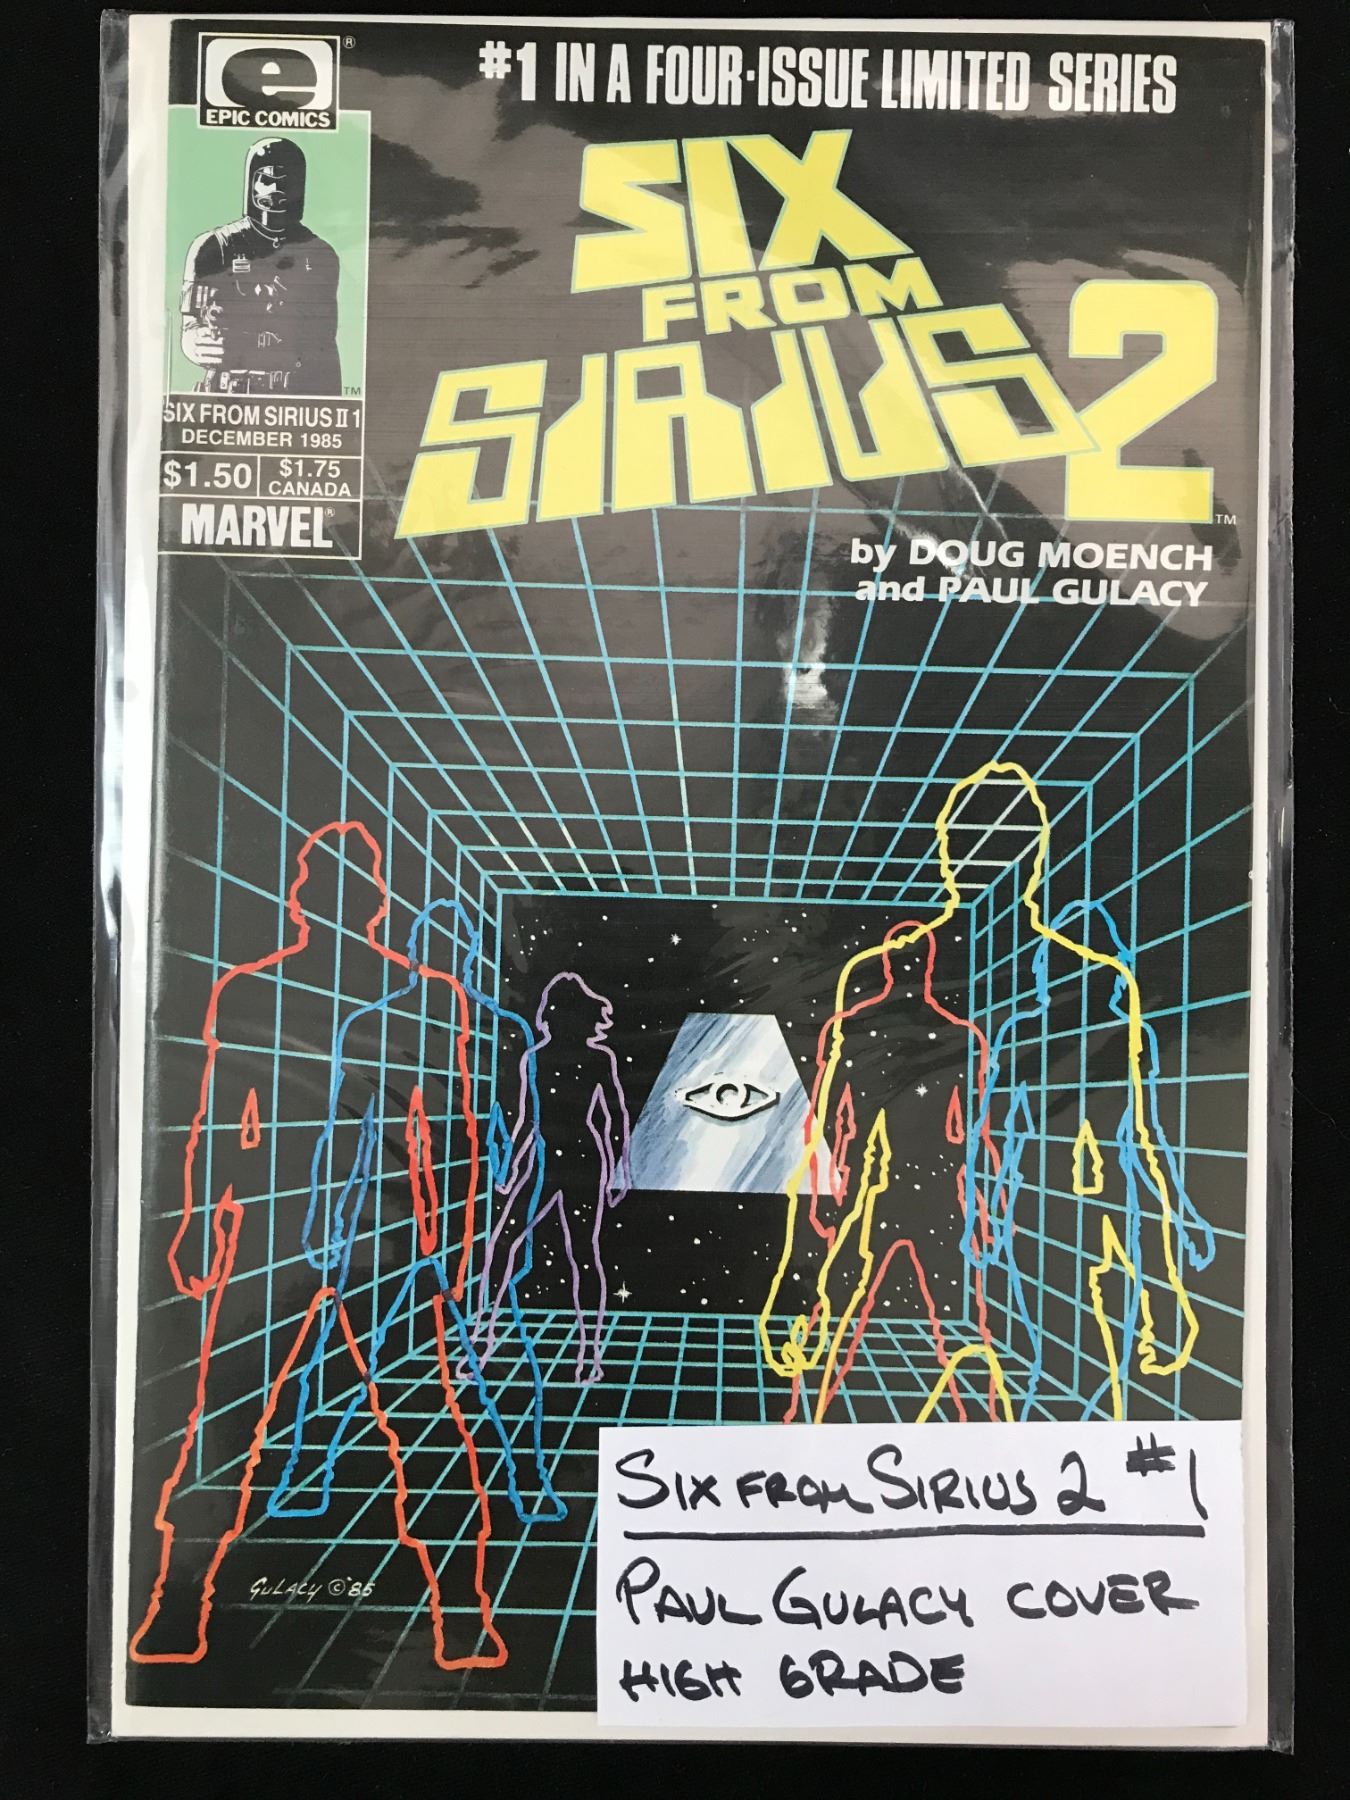 e®
EPIC COMICS
#1 IN A FOUR·ISSUE LIMITED SERIES
SIX
FROM
SIRIUS 2
TM
TM
SIX FROM SIRIUS II 1
DECEMBER 1985
$1.50
$1.75
CANADA
MARVEL®
by DOUG MOENCH
and PAUL GULACY
GULACY ©'85
SIX FROM SIRIUS 2 #1
PAUL GULACY COVER
HIGH GRADE